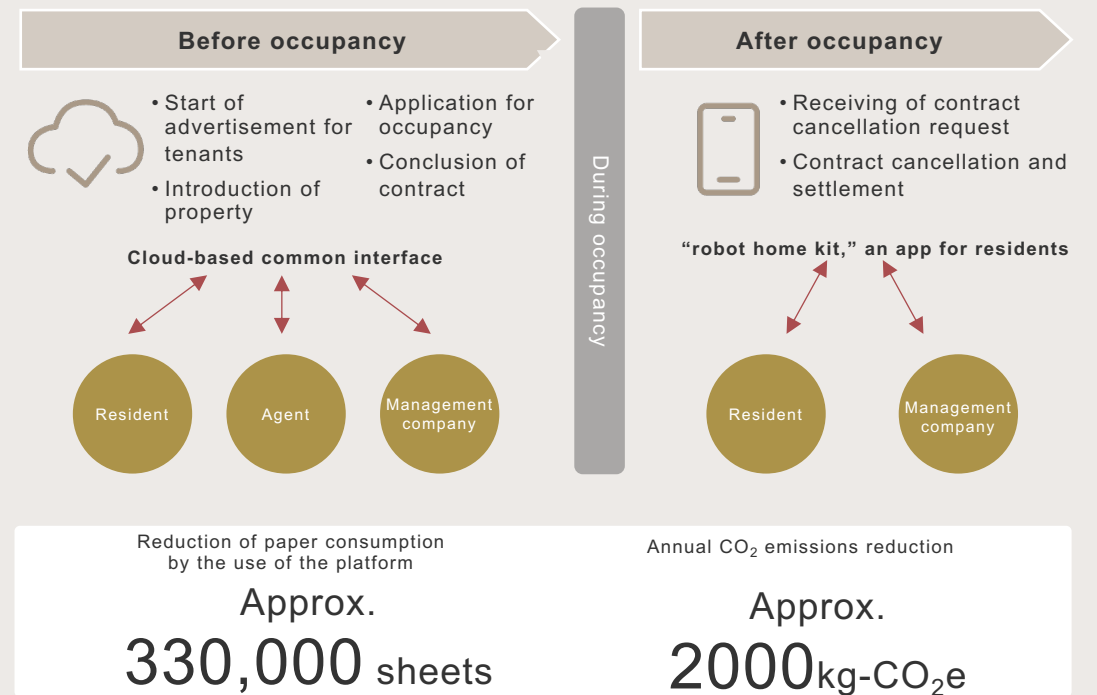 Before occupancy
• Start of
advertisement for
tenants
• Introduction of
property
• Application for
occupancy
• Conclusion of
contract
Cloud-based common interface
Resident
Agent
Management
company
During occupancy
After occupancy
• Receiving of contract
cancellation request
• Contract cancellation and
settlement
“robot home kit,” an app for residents
Resident
Management
company
Reduction of paper consumption
by the use of the platform
Approx.
330,000 sheets
Annual CO₂ emissions reduction
Approx.
2000kg-CO₂e